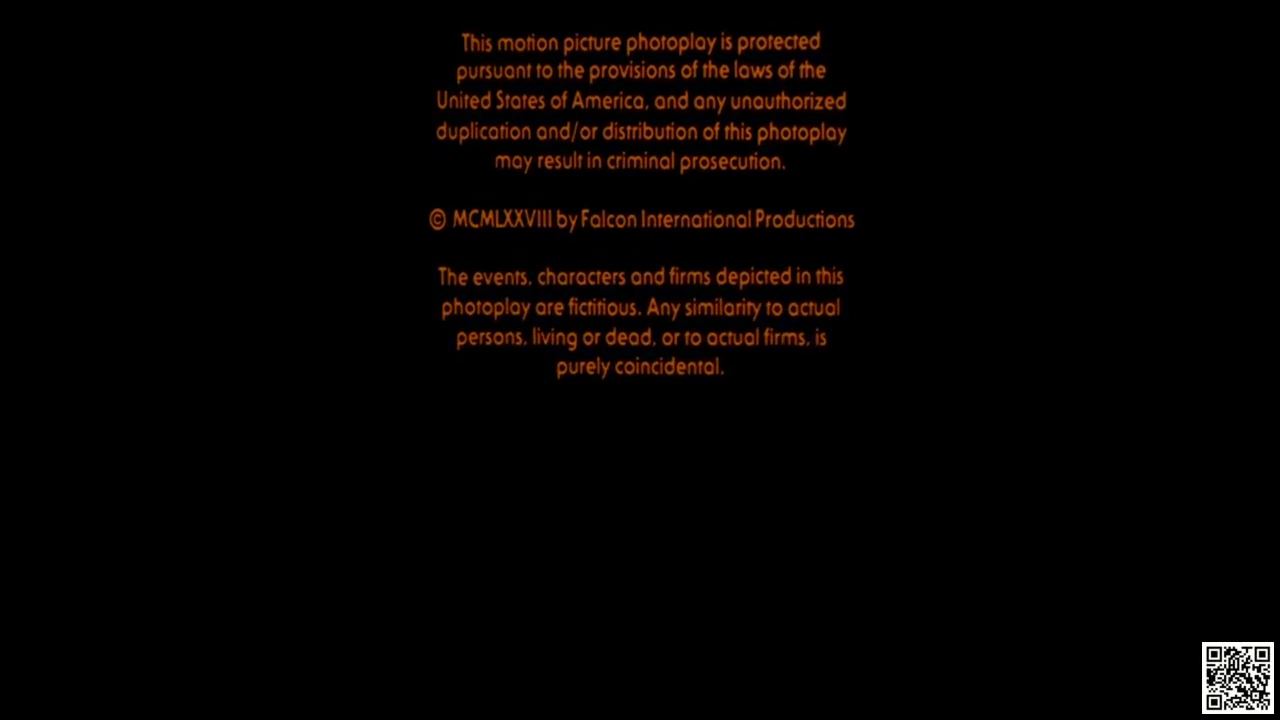 This motion picture photoplay is protected
pursuant to the provisions of the laws of the
United States of America, and any unauthorized
duplication and/or distribution of this photoplay
may result in criminal prosecution.
© MCMLXXVIII by Falcon International Productions
The events, characters and firms depicted in this
photoplay are fictitious. Any similarity to actual
persons, living or dead, or to actual firms, is
purely coincidental.